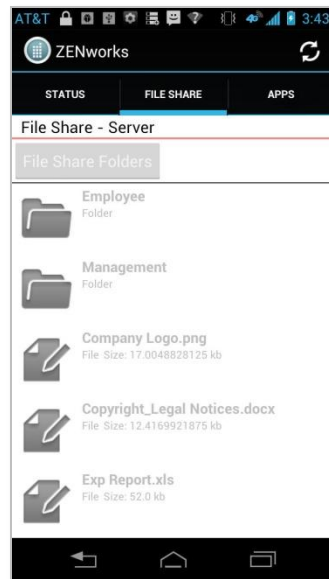 AT&T 4G 3:43
ZENworks
STATUS FILE SHARE APPS
File Share - Server
File Share Folders
Employee
Folder
Management
Folder
Company Logo.png
File Size: 17.0048828125 kb
Copyright_Legal Notices.docx
File Size: 12.4169921875 kb
Exp Report.xls
File Size: 52.0 kb